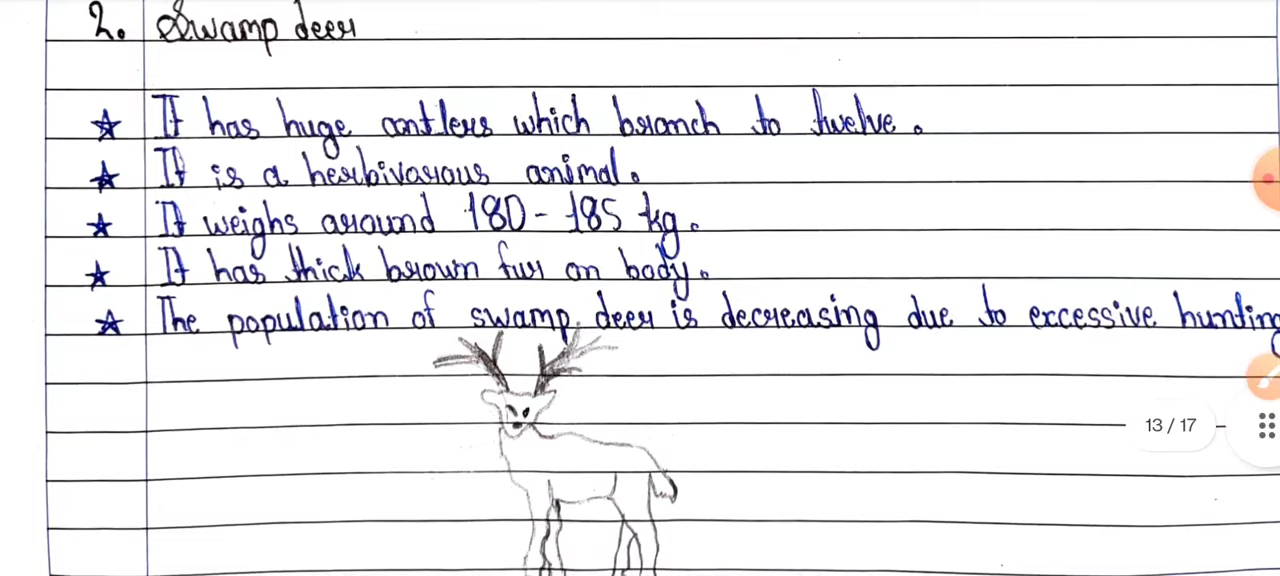 2. Swamp deer
☆ It has huge antlers which branch to twelve.
☆ It is a herbivarous animal.
☆ It weighs around 180 - 185 kg.
☆ It has thick brown fur on body.
☆ The population of swamp deer is decreasing due to excessive hunting
13 / 17